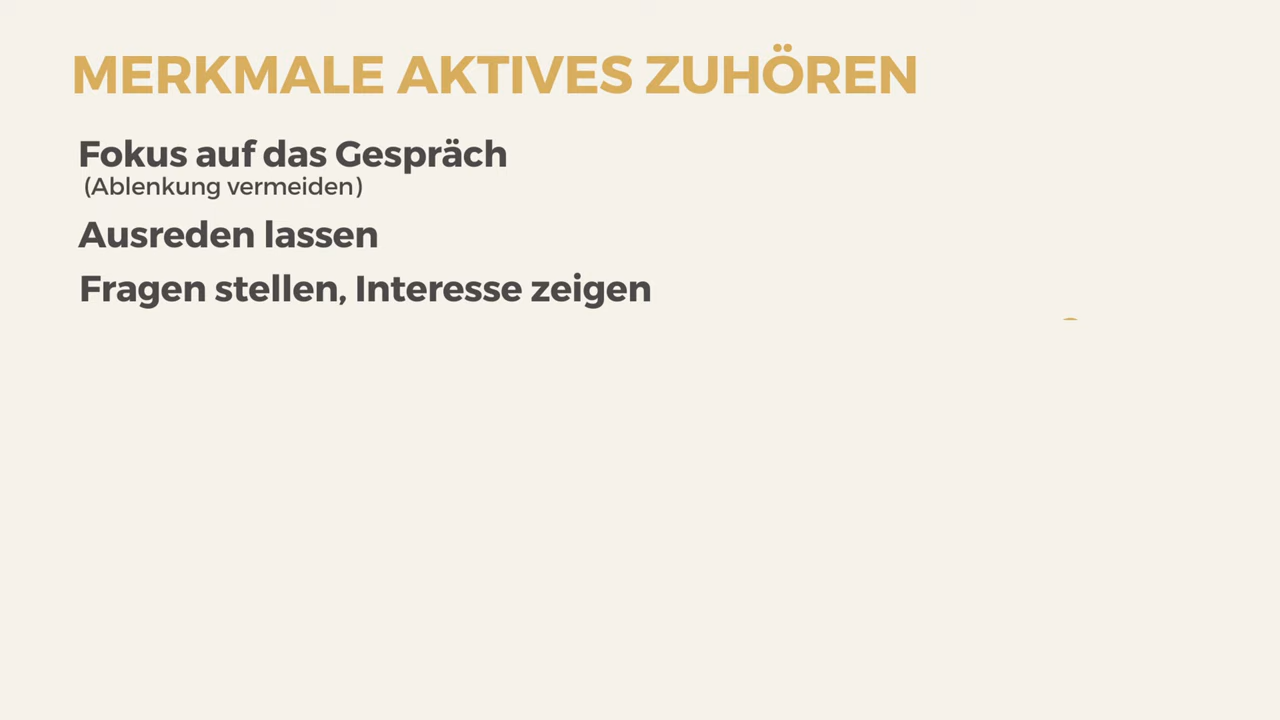 MERKMALE AKTIVES ZUHÖREN
Fokus auf das Gespräch
(Ablenkung vermeiden)
Ausreden lassen
Fragen stellen, Interesse zeigen